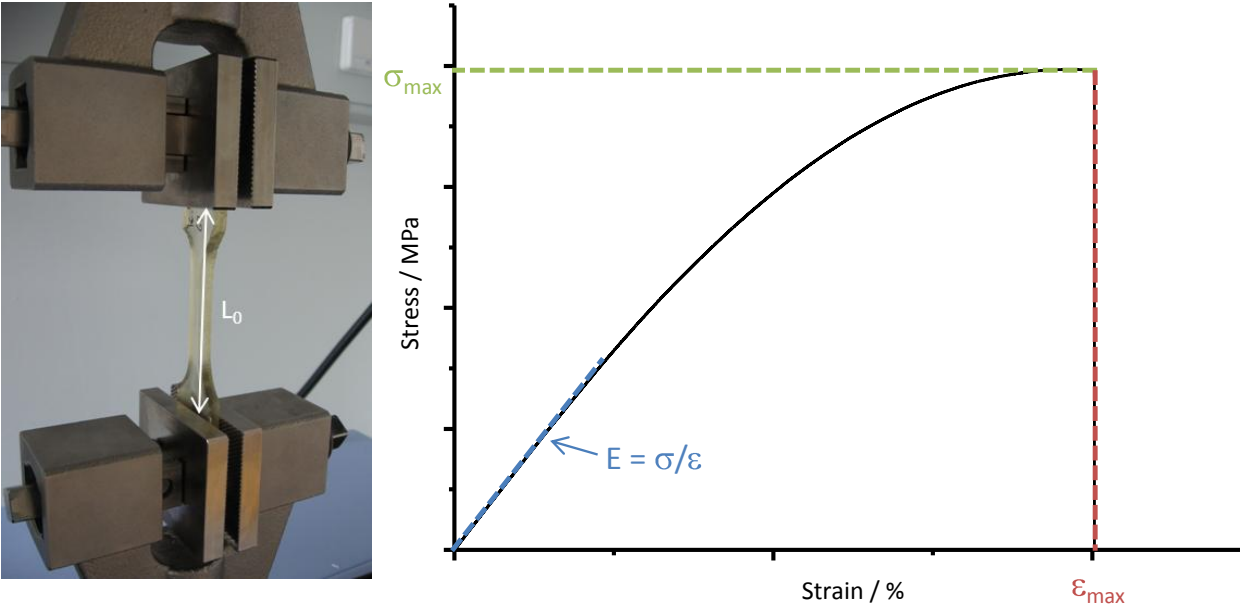 L₀
σmax
Stress / MPa
E = σ/ε
Strain / %
εmax